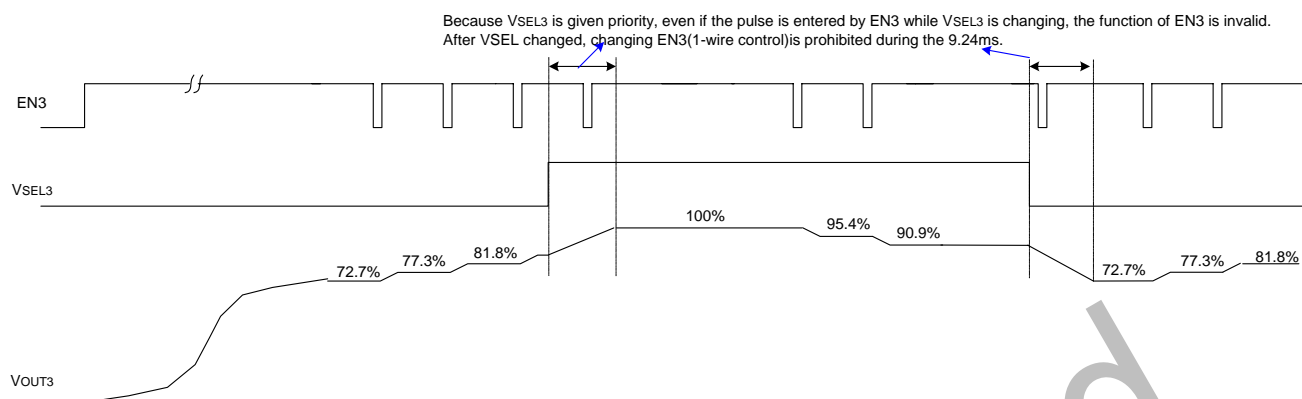 Because VSEL3 is given priority, even if the pulse is entered by EN3 while VSEL3 is changing, the function of EN3 is invalid.
After VSEL changed, changing EN3(1-wire control)is prohibited during the 9.24ms.
EN3
VSEL3
72.7%
77.3%
81.8%
100%
95.4%
90.9%
72.7%
77.3%
81.8%
VOUT3
d